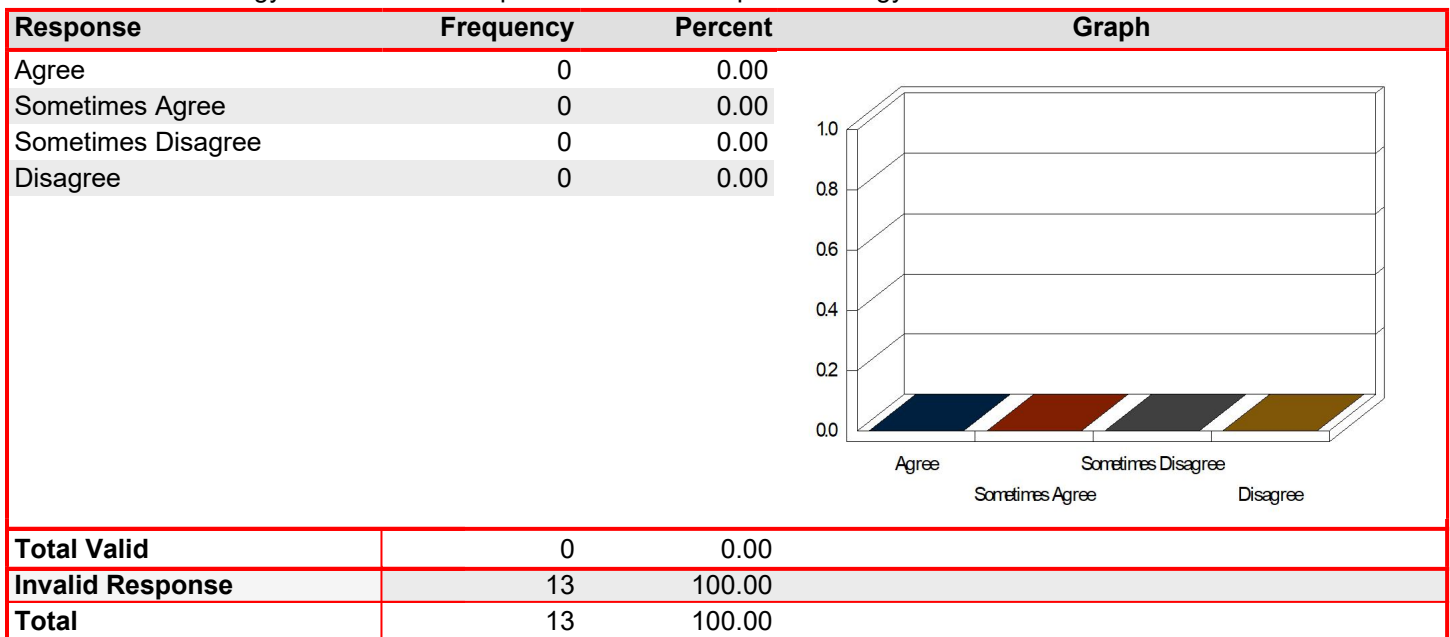 Response Frequency Percent Graph
Agree 0 0.00
Sometimes Agree 0 0.00
Sometimes Disagree 0 0.00
Disagree 0 0.00
1.0
0.8
0.6
0.4
0.2
0.0
Agree Sometimes Disagree
Sometimes Agree Disagree
Total Valid 0 0.00
Invalid Response 13 100.00
Total 13 100.00